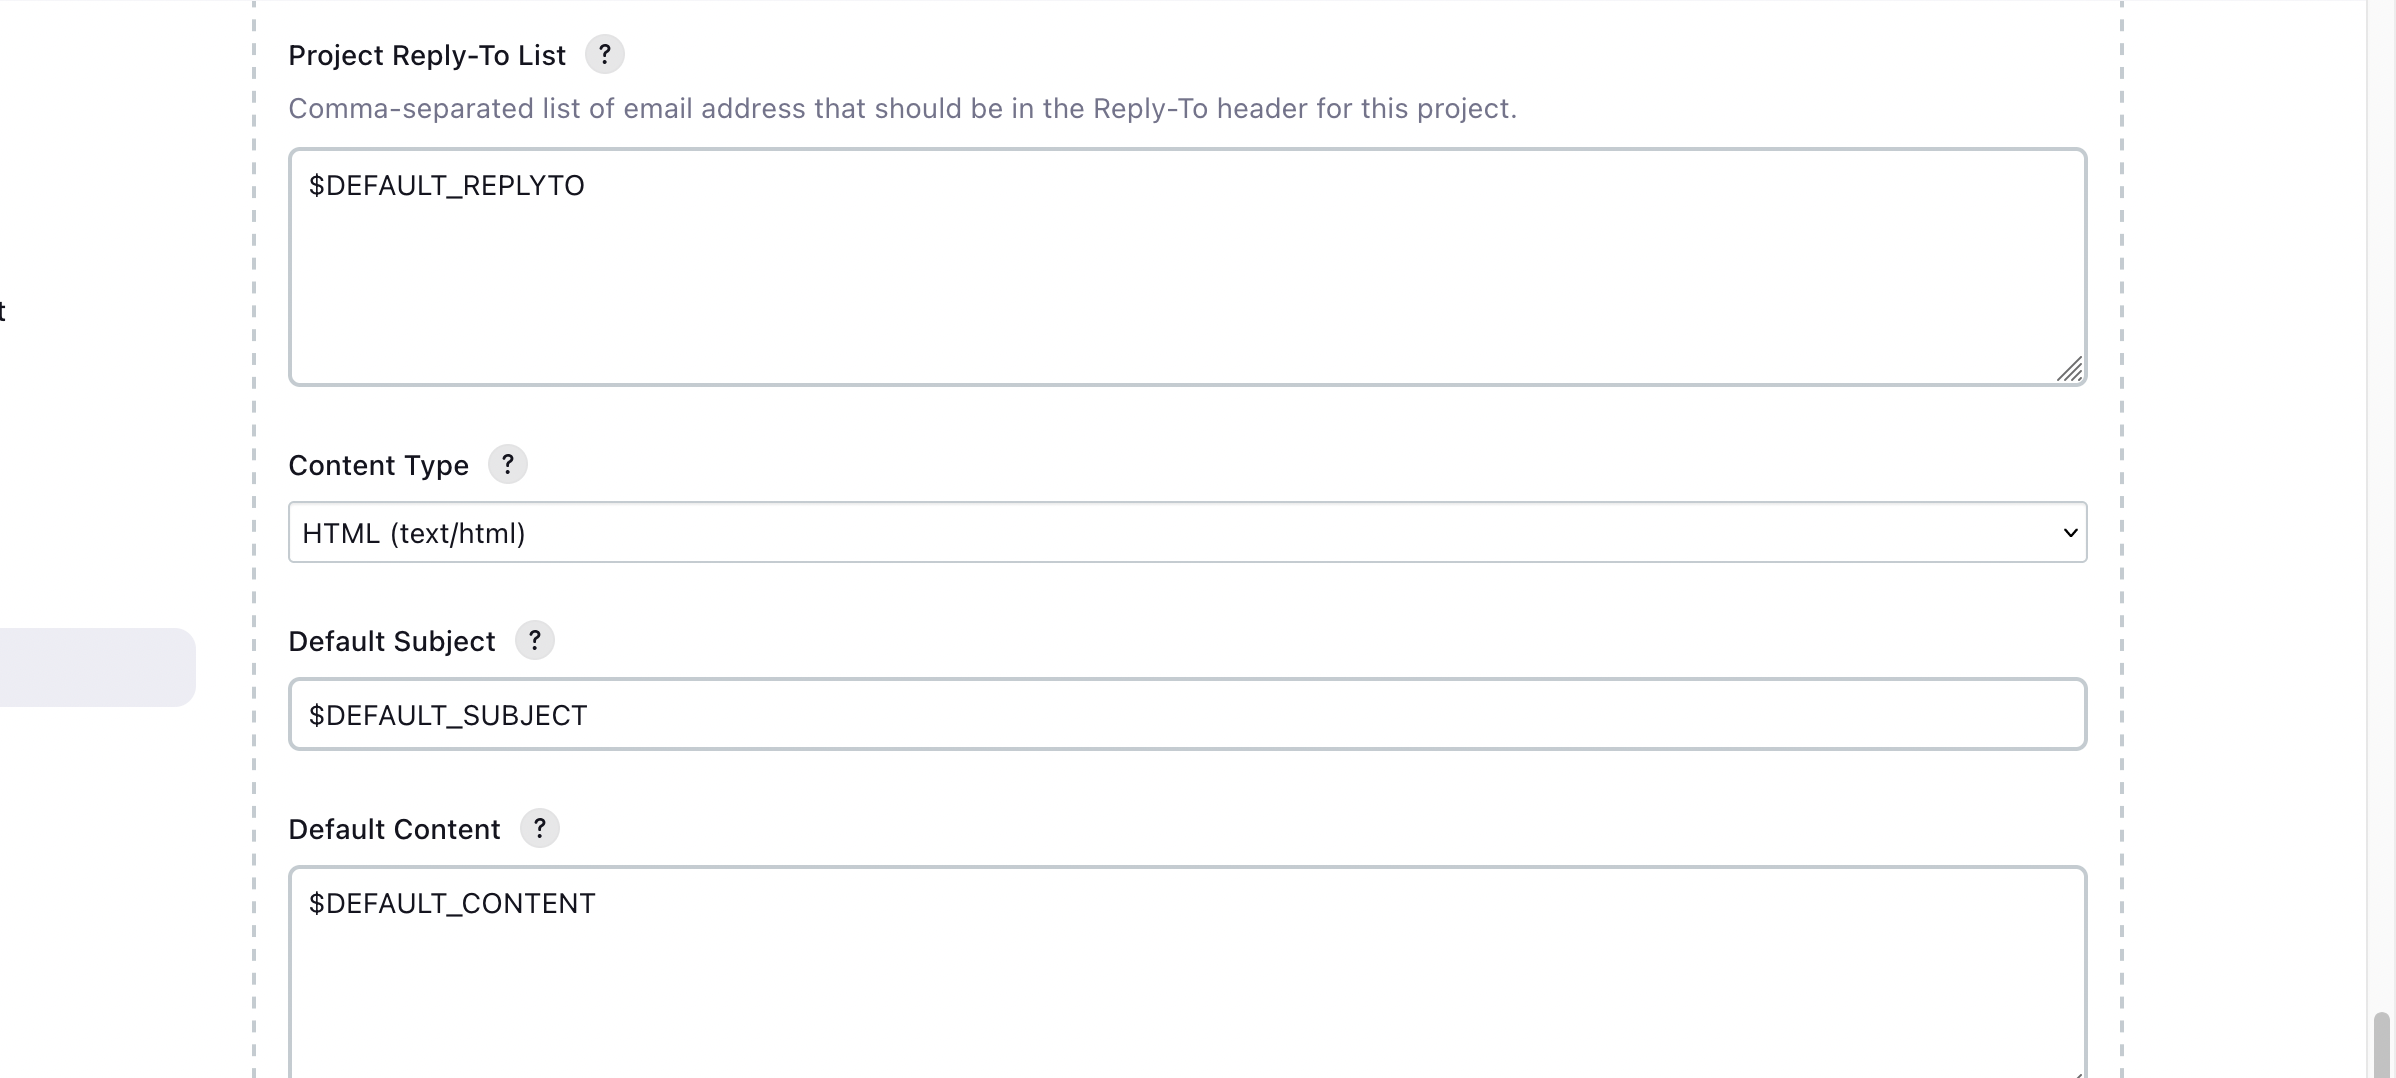 Project Reply-To List ?
Comma-separated list of email address that should be in the Reply-To header for this project.
$DEFAULT_REPLYTO
t
Content Type ?
HTML (text/html)
Default Subject ?
$DEFAULT_SUBJECT
Default Content ?
$DEFAULT_CONTENT